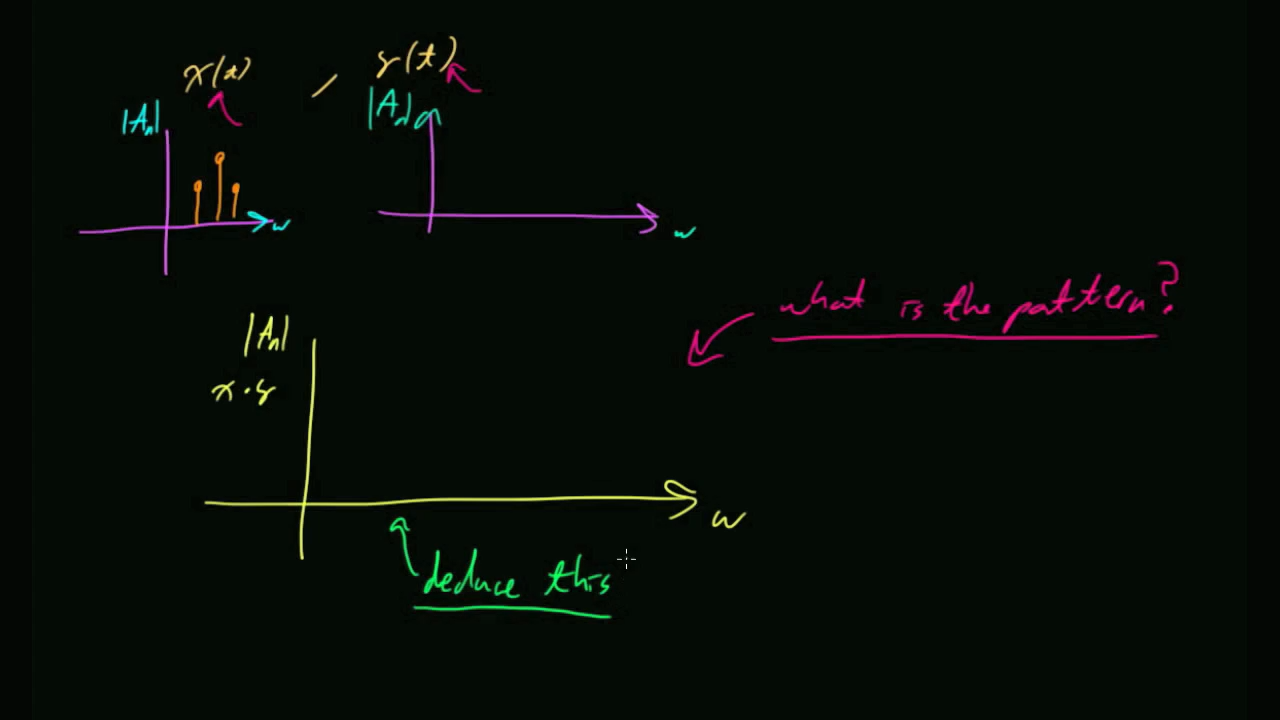 x(t) , y(t)
|Aₙ|
|Aₙ|
w
w
what is the pattern?
|Aₙ|
x·y
w
deduce this